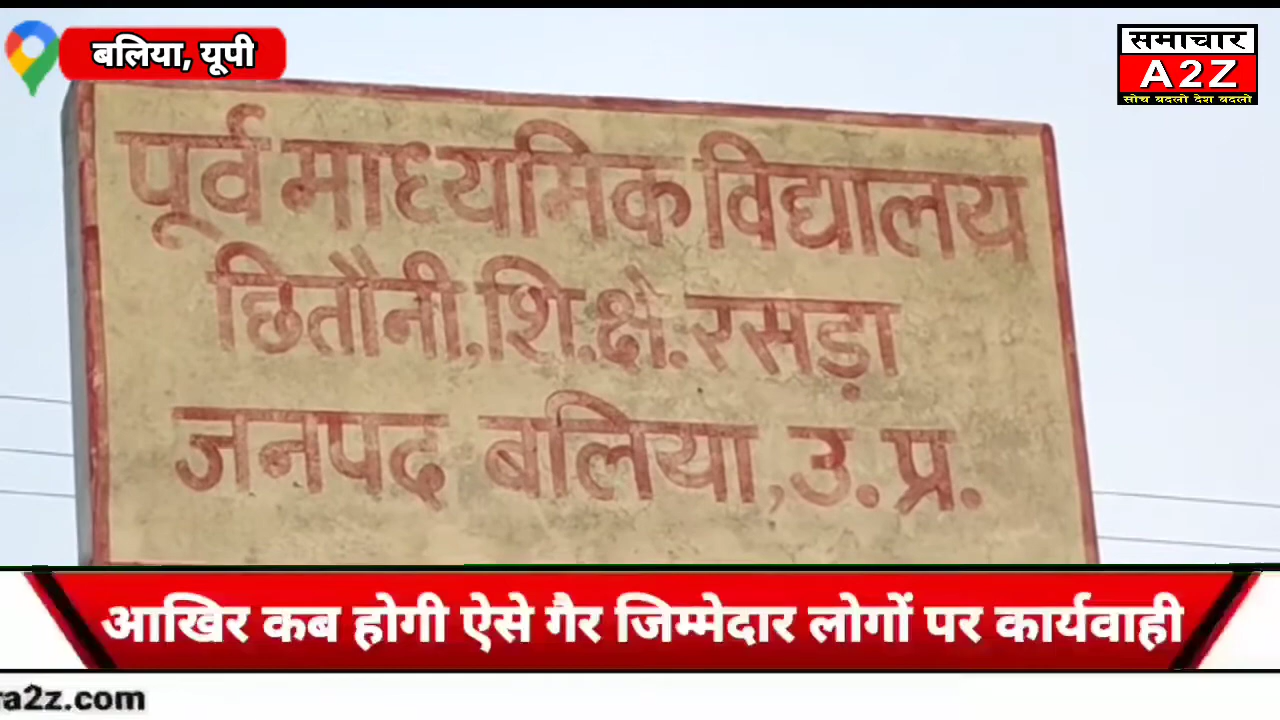 बलिया, यूपी
समाचार
A2Z
सोच बदलो देश बदलो
पूर्व माध्यमिक विद्यालय
छितौनी,शि.क्षे.रसड़ा
जनपद बलिया,उ.प्र.
आखिर कब होगी ऐसे गैर जिम्मेदार लोगों पर कार्यवाही
ra2z.com